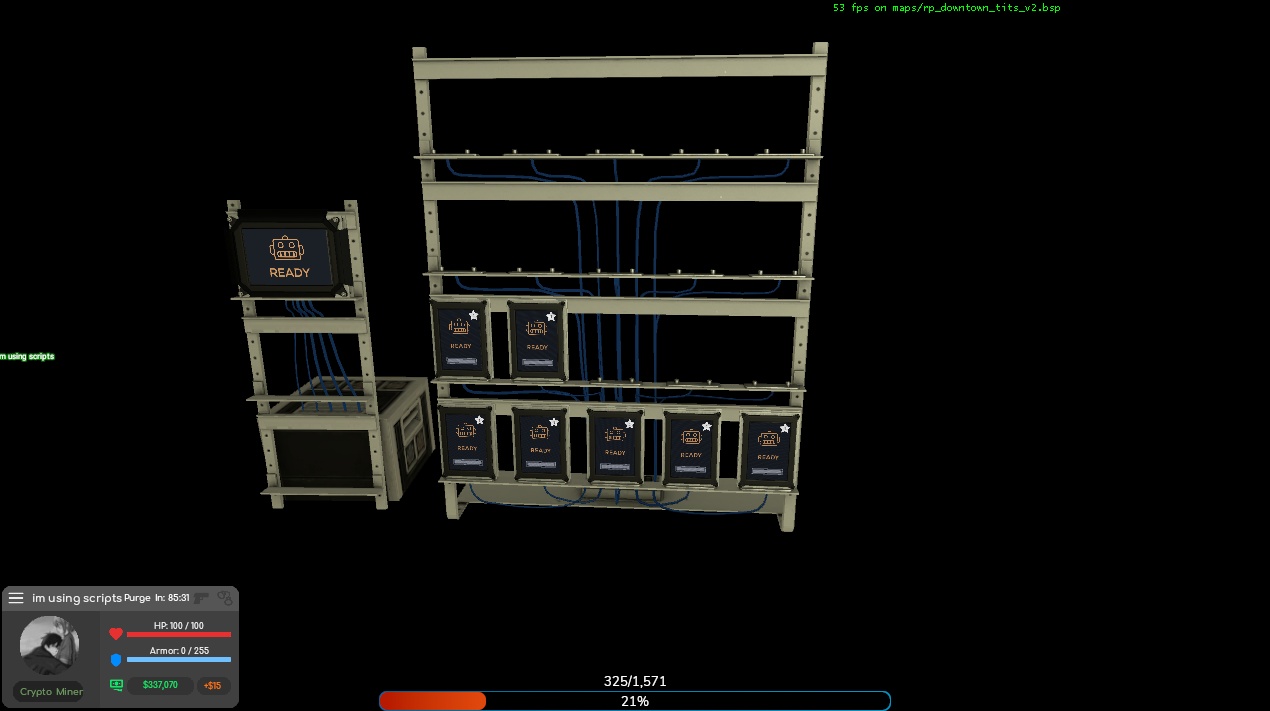 53 fps on maps/rp_downtown_tits_v2.bsp
READY
READY
READY
m using scripts
READY
READY
READY
READY
READY
im using scripts Purge In: 85:31
HP: 100 / 100
Armor: 0 / 255
$337,070 +$15
Crypto Miner
325/1,571
21%